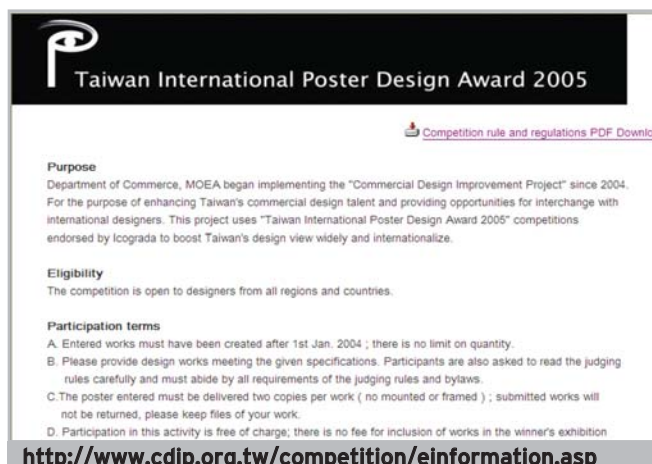 Taiwan International Poster Design Award 2005
Competition rule and regulations PDF Downlo
Purpose
Department of Commerce, MOEA began implementing the "Commercial Design Improvement Project" since 2004.
For the purpose of enhancing Taiwan's commercial design talent and providing opportunities for interchange with
international designers. This project uses "Taiwan International Poster Design Award 2005" competitions
endorsed by Icograda to boost Taiwan's design view widely and internationalize.
Eligibility
The competition is open to designers from all regions and countries.
Participation terms
A. Entered works must have been created after 1st Jan. 2004 ; there is no limit on quantity.
B. Please provide design works meeting the given specifications. Participants are also asked to read the judging
rules carefully and must abide by all requirements of the judging rules and bylaws.
C.The poster entered must be delivered two copies per work ( no mounted or framed ) ; submitted works will
not be returned, please keep files of your work.
D. Participation in this activity is free of charge; there is no fee for inclusion of works in the winner's exhibition
http://www.cdip.org.tw/competition/einformation.asp